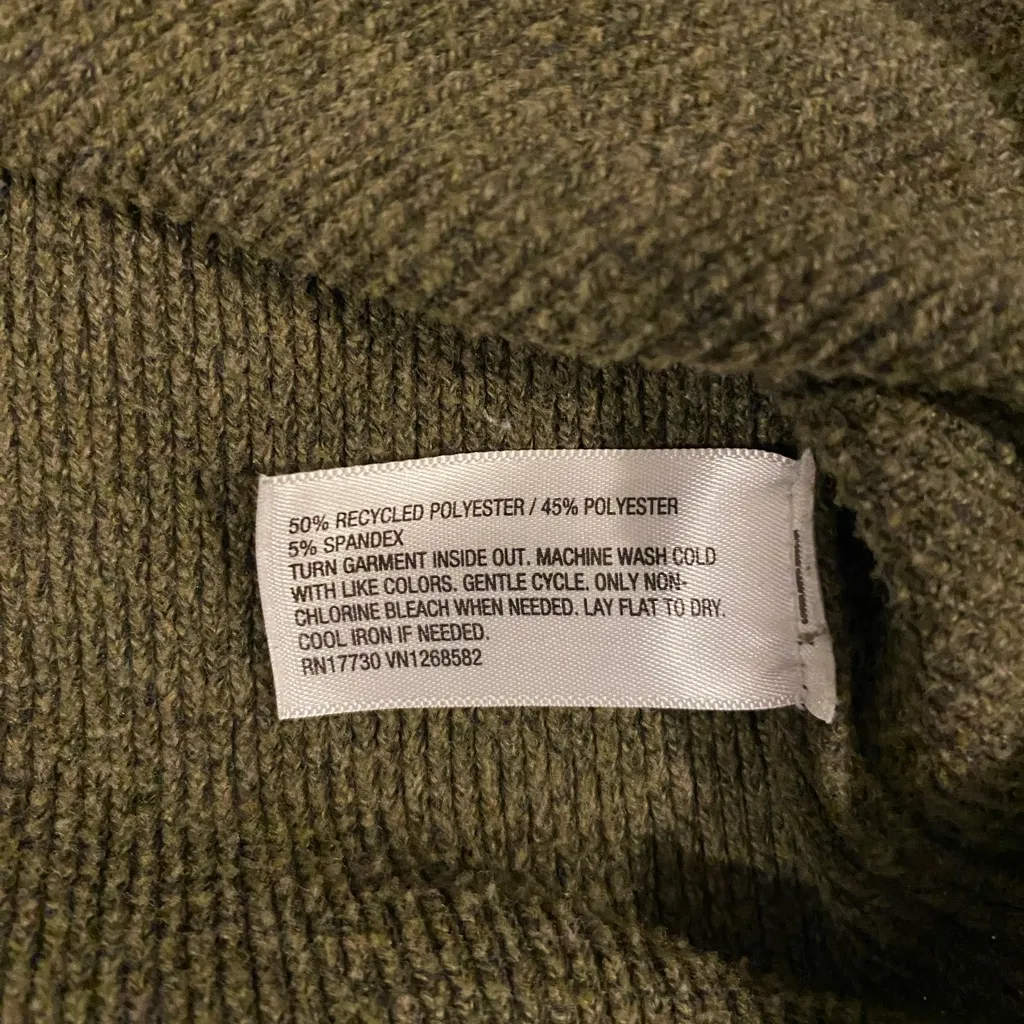 50% RECYCLED POLYESTER / 45% POLYESTER
5% SPANDEX
TURN GARMENT INSIDE OUT. MACHINE WASH COLD
WITH LIKE COLORS. GENTLE CYCLE. ONLY NON-
CHLORINE BLEACH WHEN NEEDED. LAY FLAT TO DRY.
COOL IRON IF NEEDED.
RN17730 VN1268582